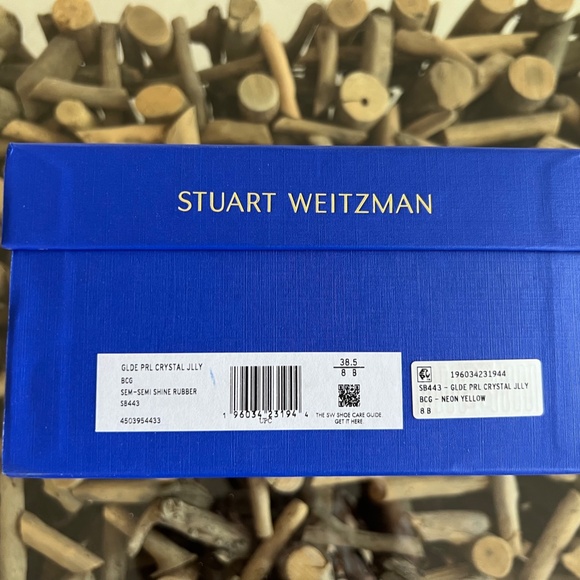 STUART WEITZMAN
GLDE PRL CRYSTAL JLLY
BCG
SEM-SEMI SHINE RUBBER
SB443
4503954433
1 96034 23194 4
UPC
38.5
8 B
THE SW SHOE CARE GUIDE.
GET IT HERE.
196034231944
SB443 - GLDE PRL CRYSTAL JLLY
BCG - NEON YELLOW
8 B